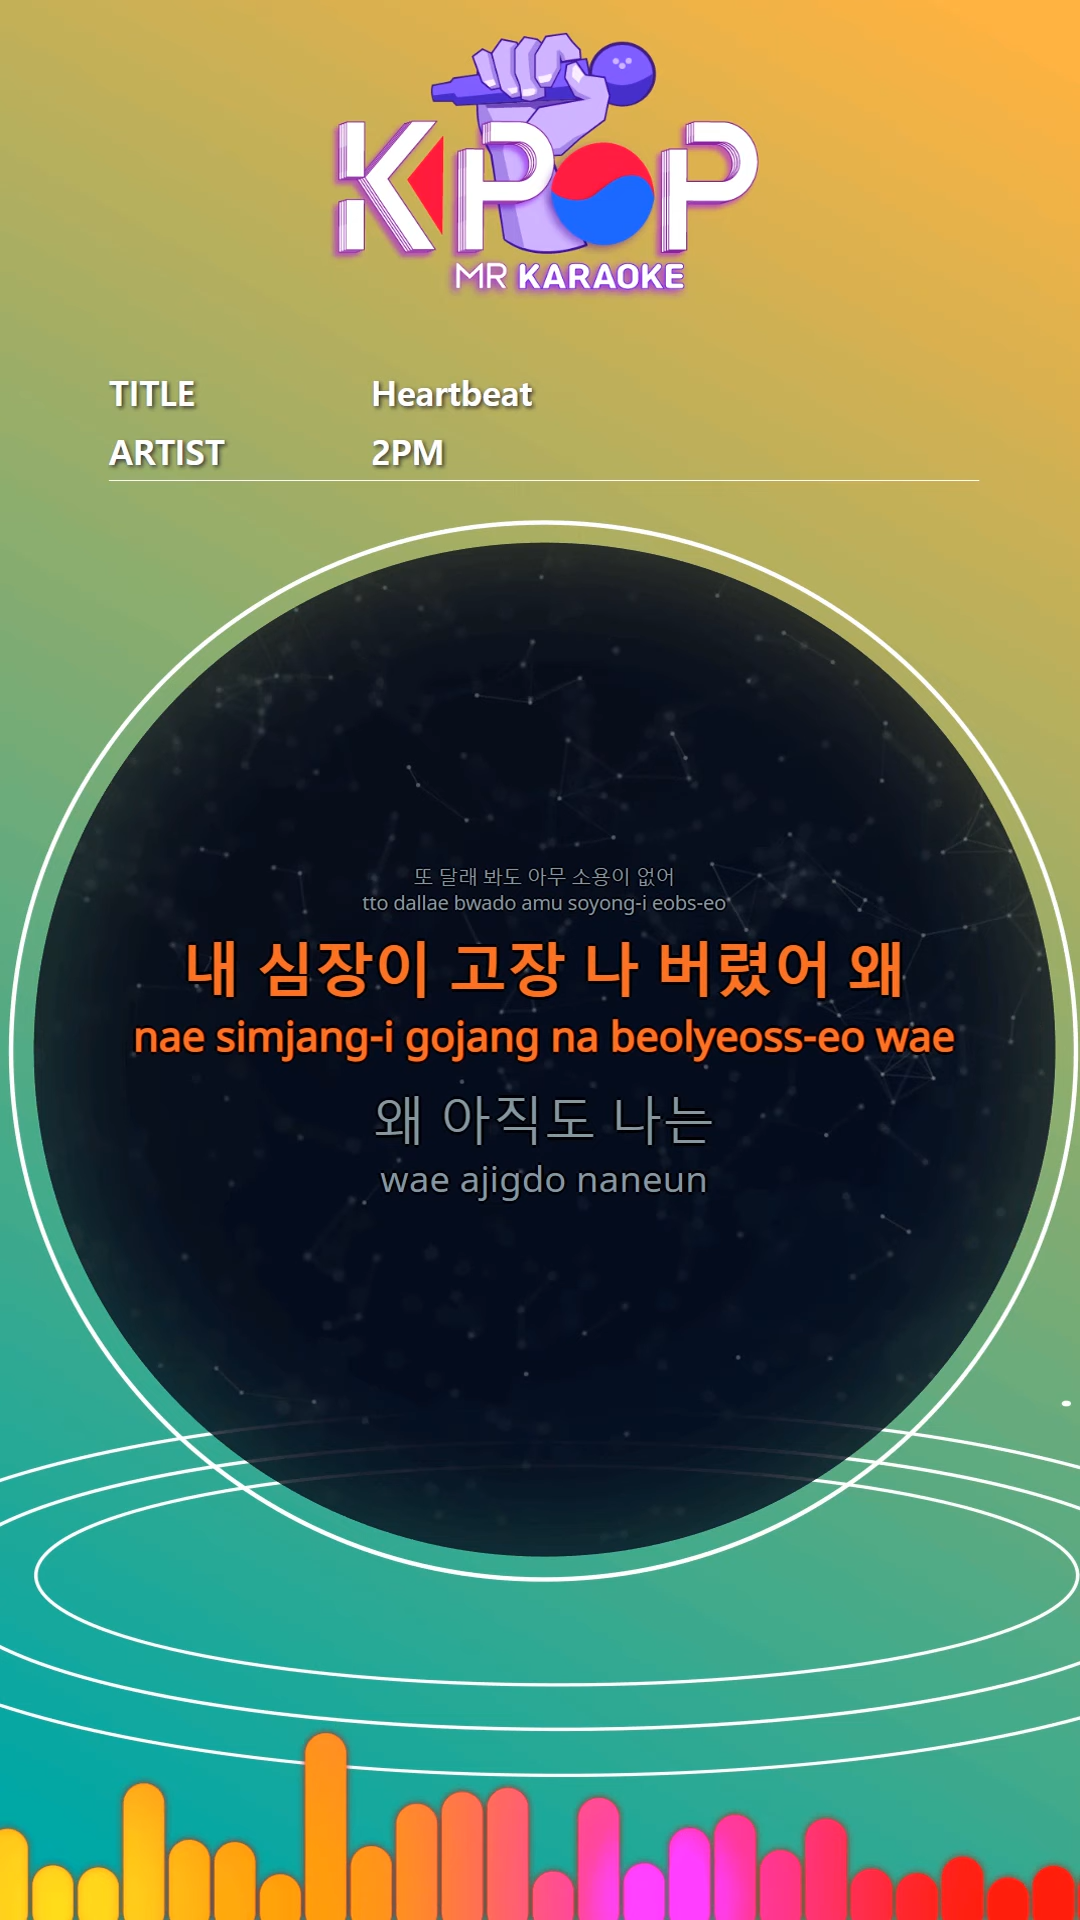 KPOP
MR KARAOKE
TITLE Heartbeat
ARTIST 2PM
또 달래 봐도 아무 소용이 없어
tto dallae bwado amu soyong-i eobs-eo
내 심장이 고장 나 버렸어 왜
nae simjang-i gojang na beolyeoss-eo wae
왜 아직도 나는
wae ajigdo naneun